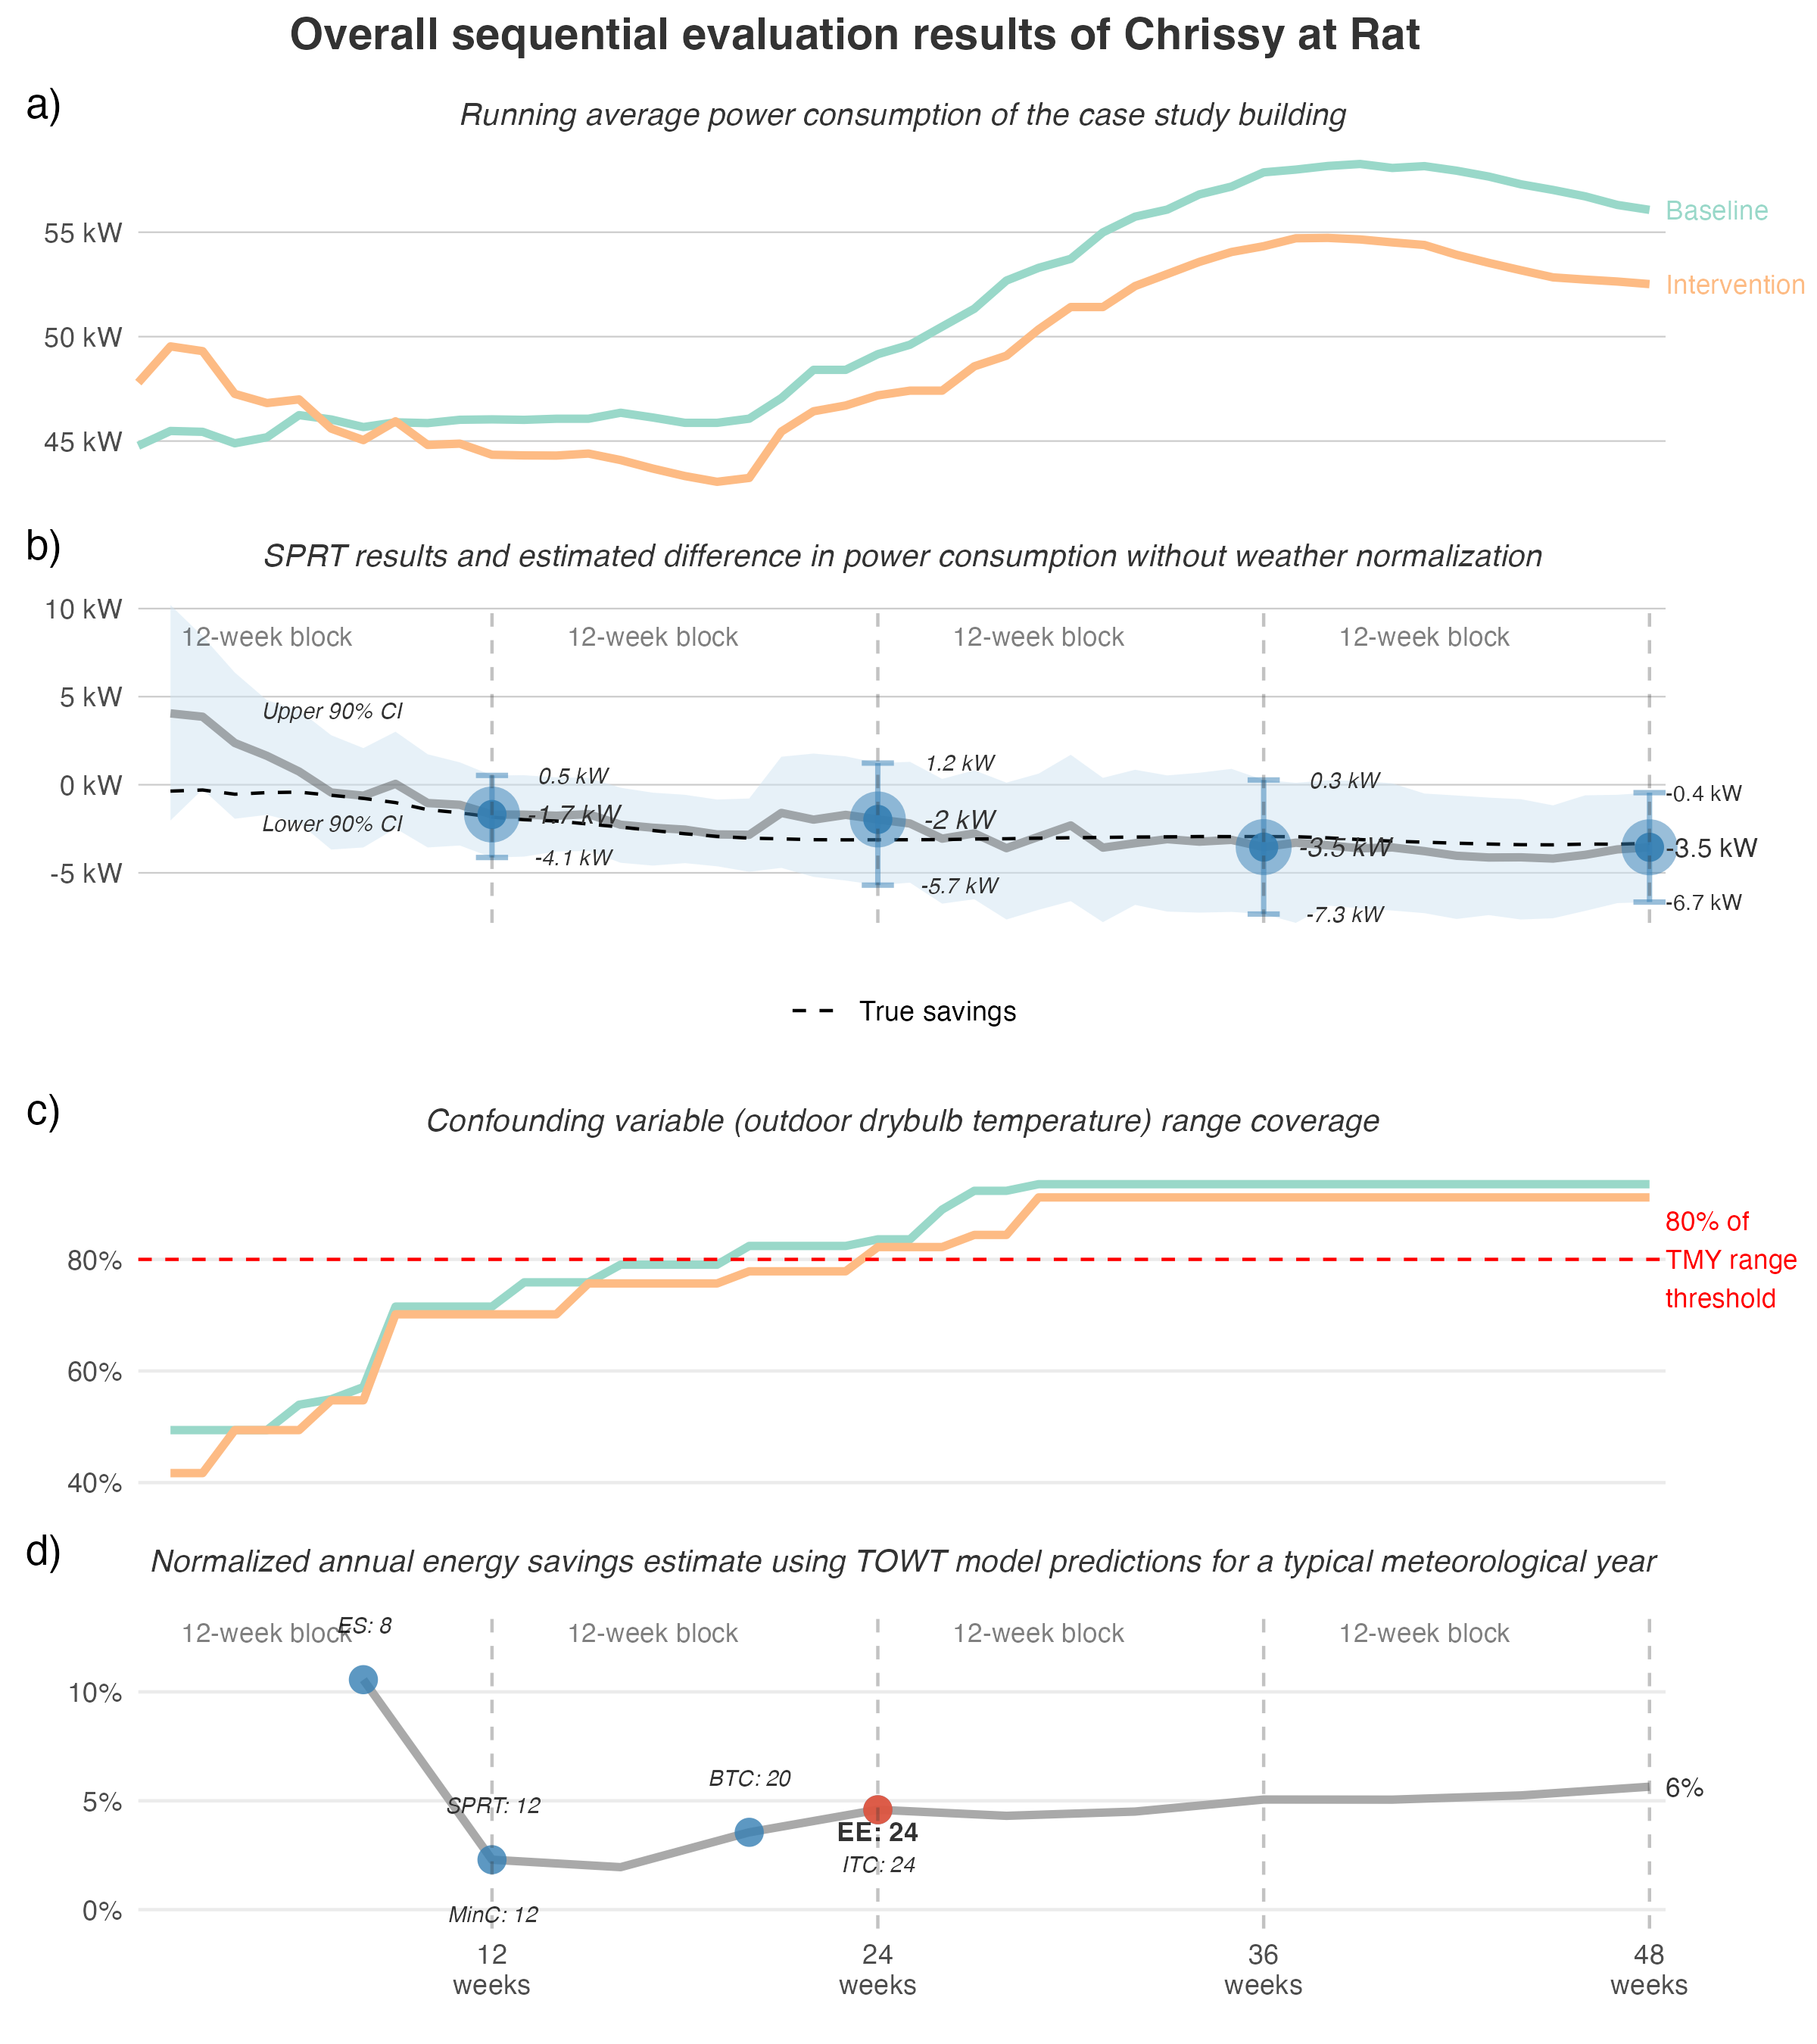 Overall sequential evaluation results of Chrissy at Rat
a)
Running average power consumption of the case study building
55 kW
50 kW
45 kW
Baseline
Intervention
b)
SPRT results and estimated difference in power consumption without weather normalization
10 kW
5 kW
0 kW
-5 kW
12-week block
12-week block
12-week block
12-week block
Upper 90% CI
Lower 90% CI
0.5 kW
-1.7 kW
-4.1 kW
1.2 kW
-2 kW
-5.7 kW
0.3 kW
-3.5 kW
-7.3 kW
-0.4 kW
-3.5 kW
-6.7 kW
True savings
c)
Confounding variable (outdoor drybulb temperature) range coverage
80%
60%
40%
80% of
TMY range
threshold
d)
Normalized annual energy savings estimate using TOWT model predictions for a typical meteorological year
12-week block
12-week block
12-week block
12-week block
10%
5%
0%
ES: 8
SPRT: 12
MinC: 12
BTC: 20
EE: 24
ITC: 24
6%
12
weeks
24
weeks
36
weeks
48
weeks